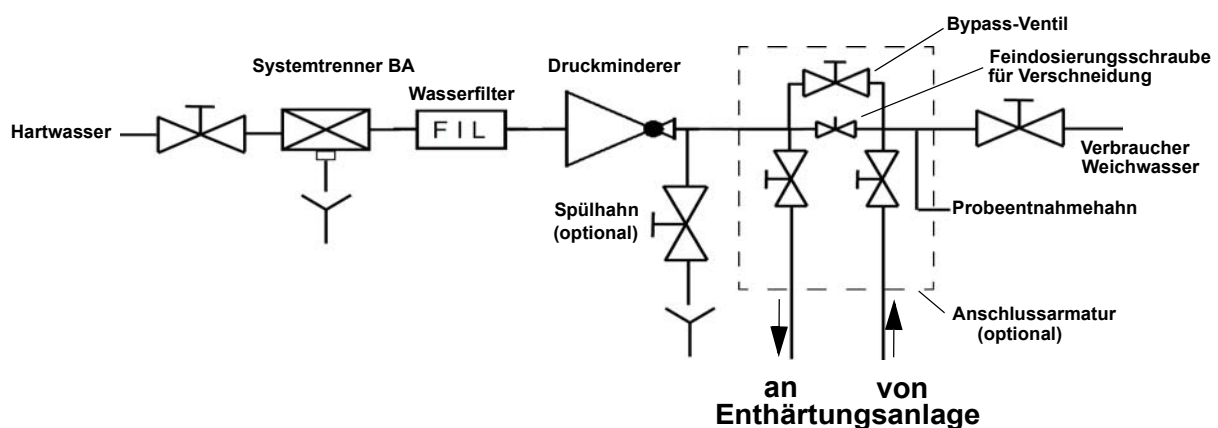 Bypass-Ventil
Feindosierungsschraube
für Verschneidung
Systemtrenner BA
Druckminderer
Wasserfilter
Hartwasser
FIL
Verbraucher
Weichwasser
Spülhahn
(optional)
Probeentnahmehahn
Anschlussarmatur
(optional)
an von
Enthärtungsanlage